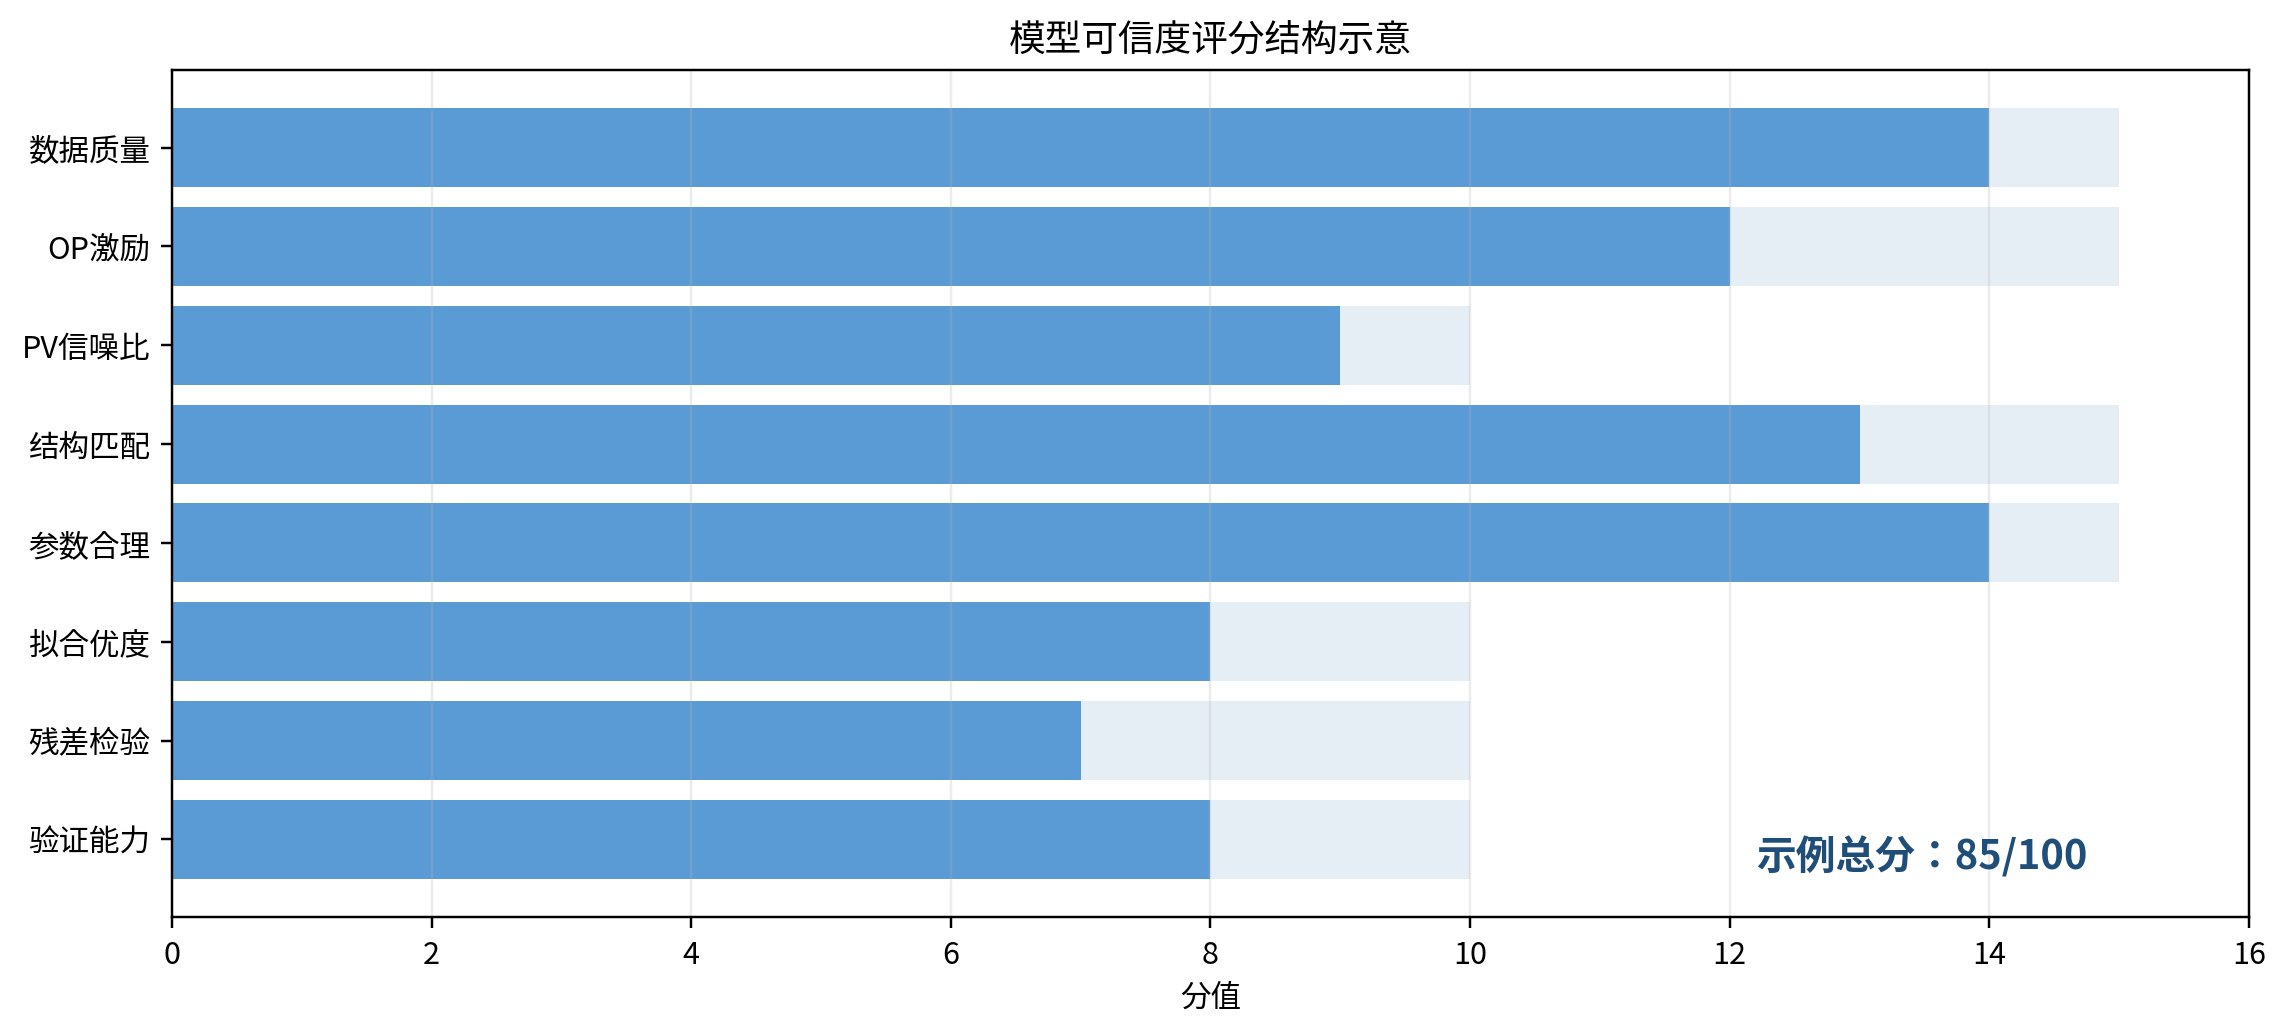 模型可信度评分结构示意
数据质量
OP激励
PV信噪比
结构匹配
参数合理
拟合优度
残差检验
验证能力
示例总分：85/100
0 2 4 6 8 10 12 14 16
分值